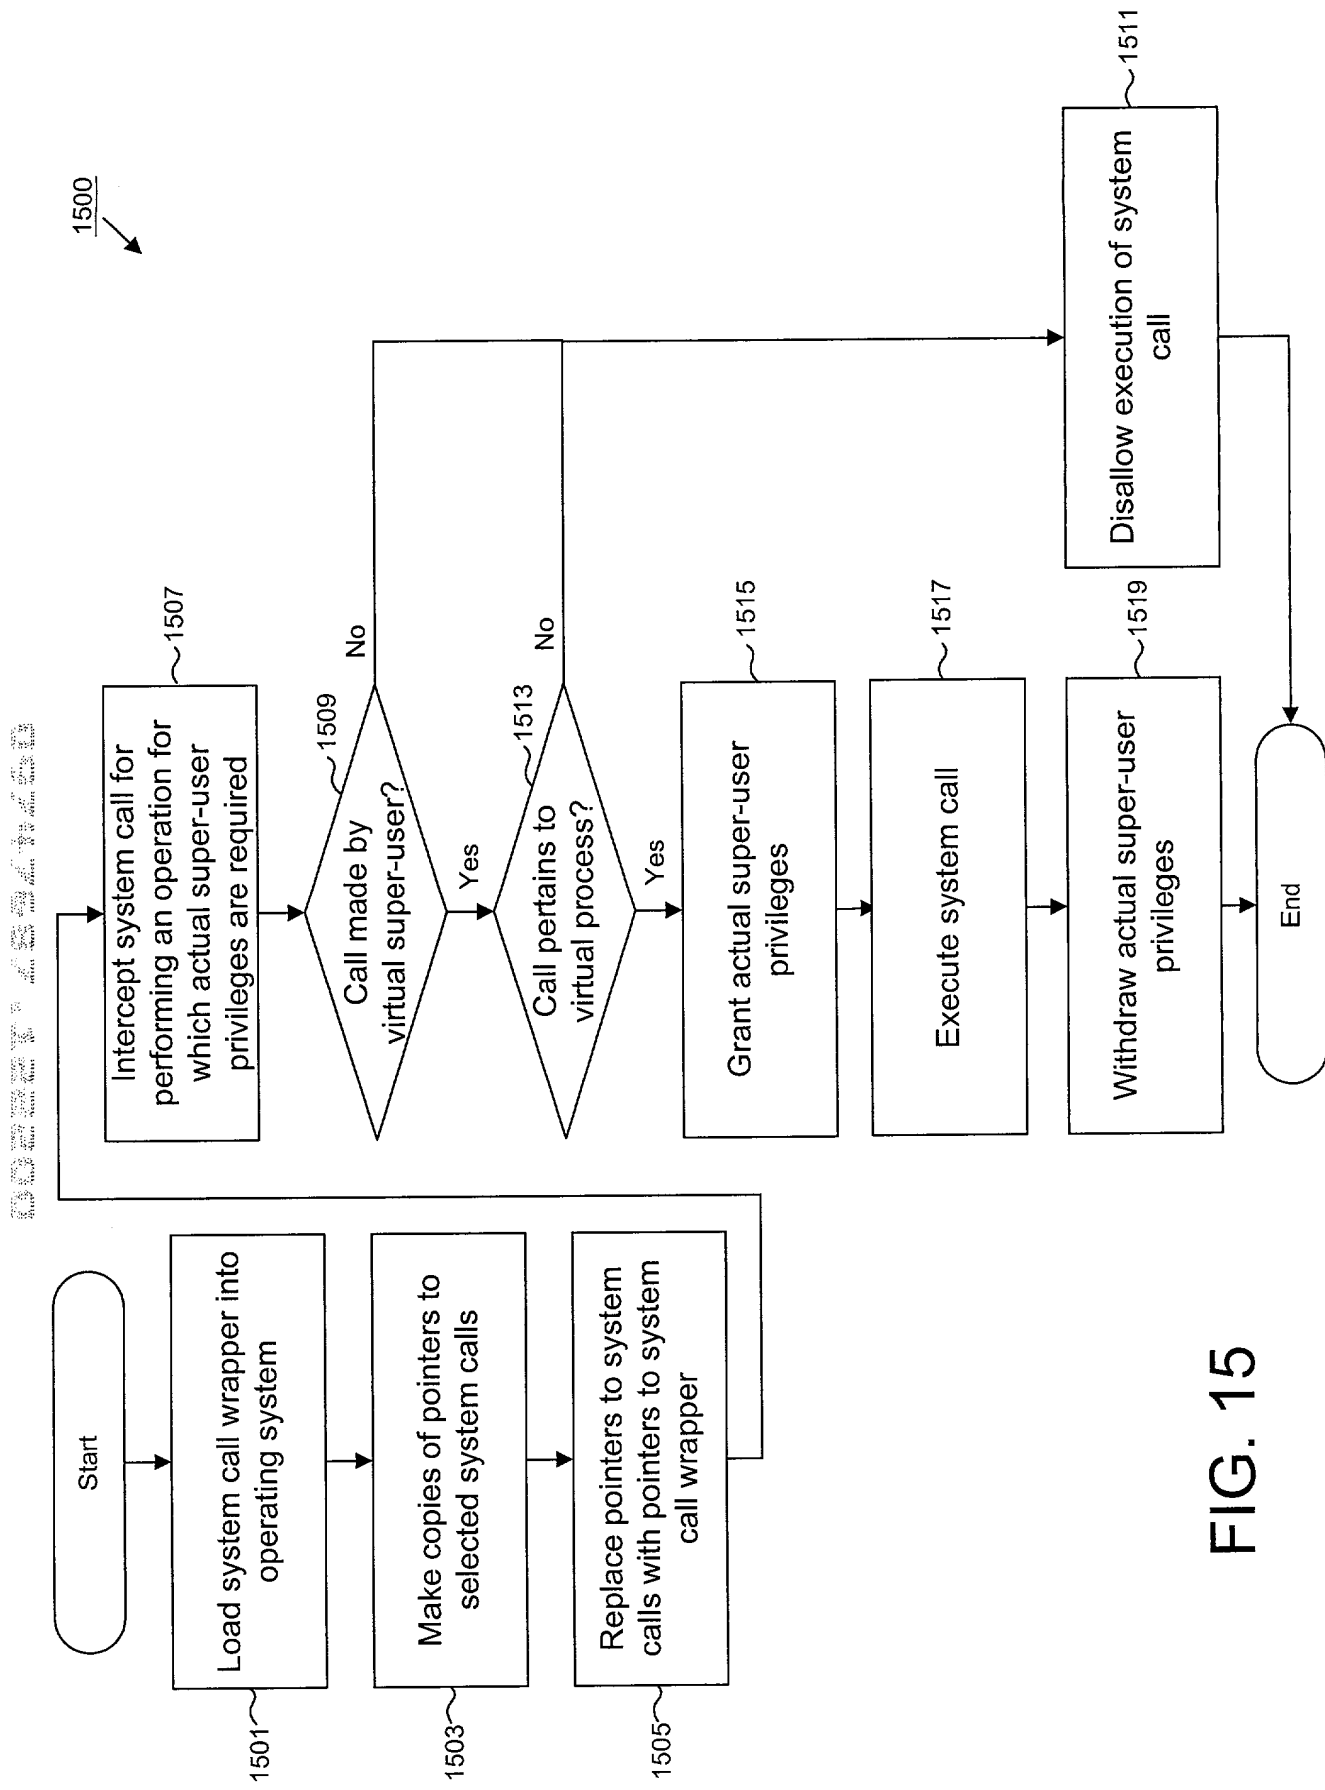 1500
Start
Load system call wrapper into
operating system
1501
Make copies of pointers to
selected system calls
1503
Replace pointers to system
calls with pointers to system
call wrapper
1505
Intercept system call for
performing an operation for
which actual super-user
privileges are required
1507
Call made by
virtual super-user?
1509
No
Yes
Call pertains to
virtual process?
1513
No
Yes
Grant actual super-user
privileges
1515
Execute system call
1517
Withdraw actual super-user
privileges
1519
Disallow execution of system
call
1511
End
FIG. 15